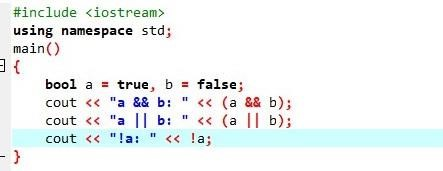 #include <iostream>
using namespace std;
main()
{
bool a = true, b = false;
cout << "a && b: " << (a && b);
cout << "a || b: " << (a || b);
cout << "!a: " << !a;
}